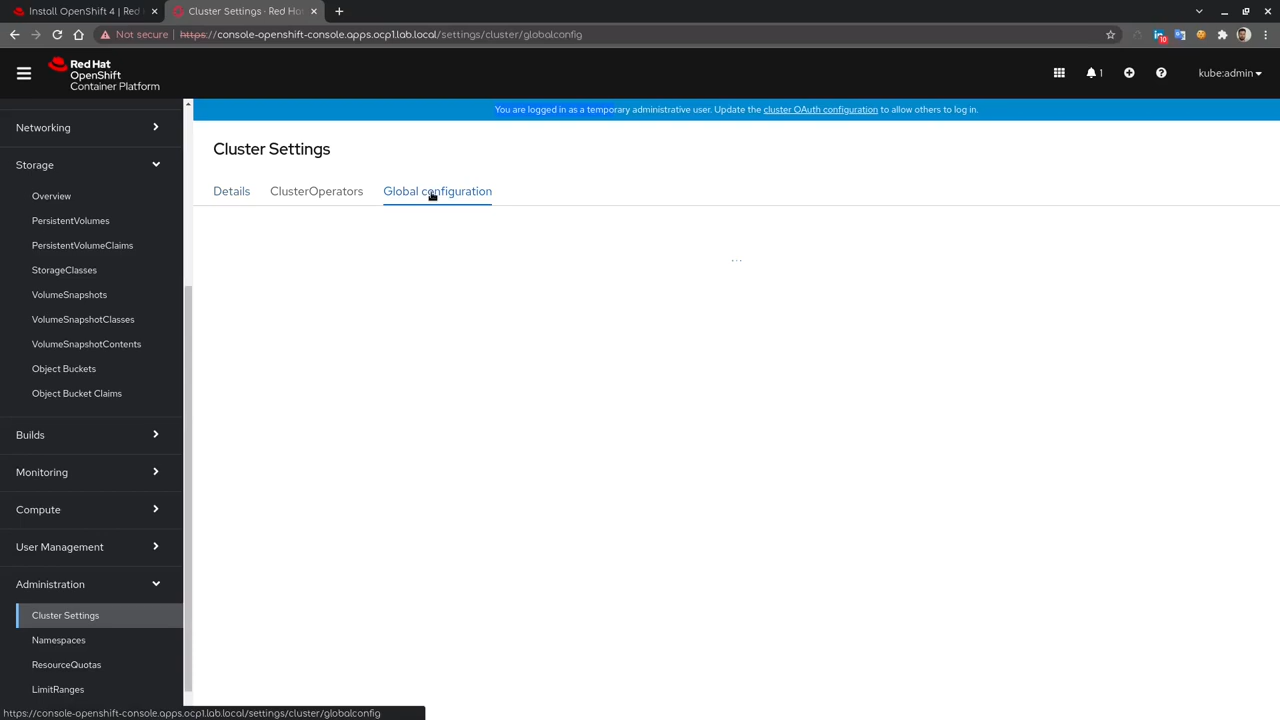 Install OpenShift 4 | Red
Cluster Settings · Red Ha
Not secure
https://console-openshift-console.apps.ocp1.lab.local/settings/cluster/globalconfig
10
Red Hat
OpenShift
Container Platform
1
kube:admin
You are logged in as a temporary administrative user. Update the cluster OAuth configuration to allow others to log in.
Networking
Storage
Overview
PersistentVolumes
PersistentVolumeClaims
StorageClasses
VolumeSnapshots
VolumeSnapshotClasses
VolumeSnapshotContents
Object Buckets
Object Bucket Claims
Builds
Monitoring
Compute
User Management
Administration
Cluster Settings
Namespaces
ResourceQuotas
LimitRanges
Cluster Settings
Details
ClusterOperators
Global configuration
https://console-openshift-console.apps.ocp1.lab.local/settings/cluster/globalconfig